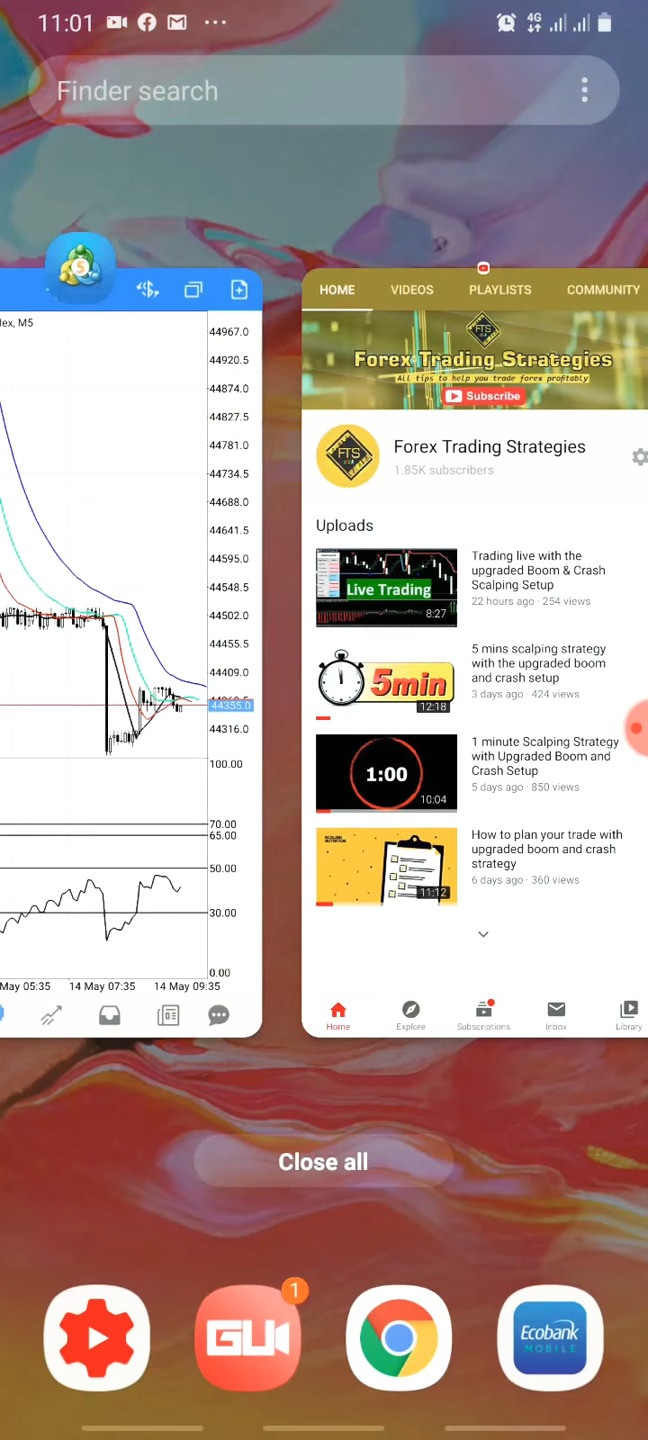 11:01
4G
Finder search
S
$
lex, M5
44967.0
44920.5
44874.0
44827.5
44781.0
44734.5
44688.0
44641.5
44595.0
44548.5
44502.0
44455.5
44409.0
44355.0
44316.0
100.00
70.00
65.00
50.00
30.00
0.00
May 05:35
14 May 07:35
14 May 09:35
HOME
VIDEOS
PLAYLISTS
COMMUNITY
FTS
Forex Trading Strategies
All tips to help you trade forex profitably
Subscribe
FTS
Forex Trading Strategies
1.85K subscribers
Uploads
Live Trading
8:27
Trading live with the
upgraded Boom & Crash
Scalping Setup
22 hours ago · 254 views
5min
12:18
5 mins scalping strategy
with the upgraded boom
and crash setup
3 days ago · 424 views
1:00
10:04
1 minute Scalping Strategy
with Upgraded Boom and
Crash Setup
5 days ago · 850 views
11:12
How to plan your trade with
upgraded boom and crash
strategy
6 days ago · 360 views
Home
Explore
Subscriptions
Inbox
Library
Close all
1
GU
Ecobank
MOBILE